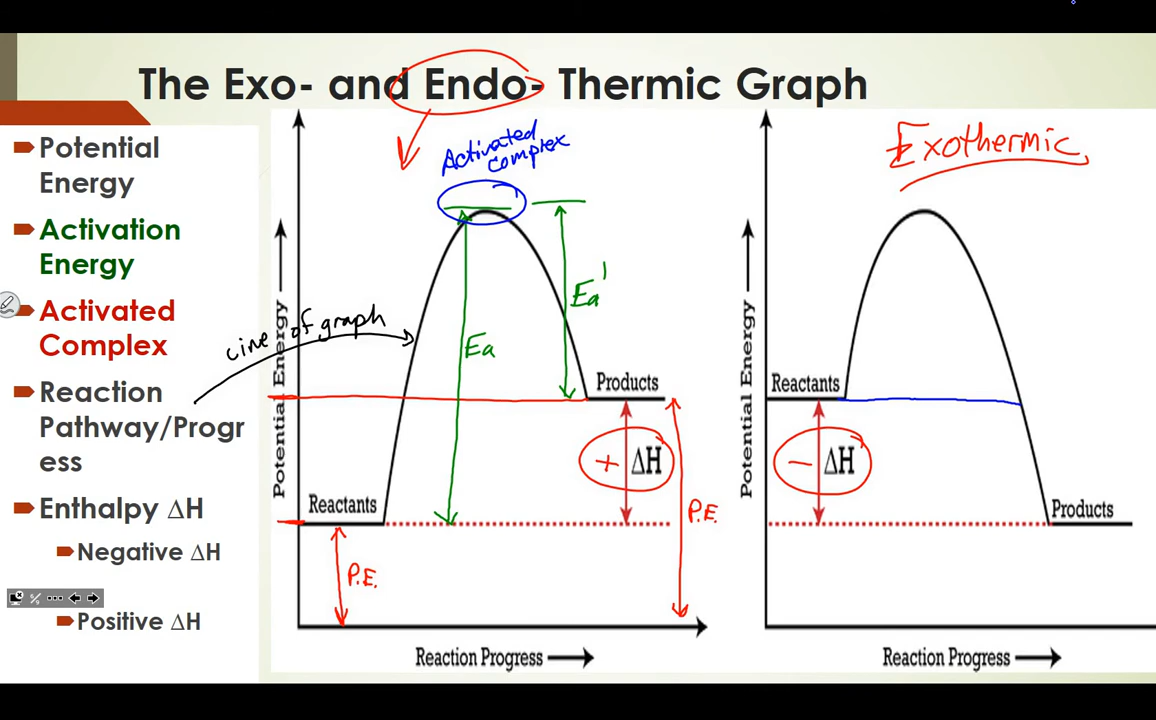 The Exo- and Endo- Thermic Graph
Potential
Energy
Activation
Energy
Activated
Complex
Reaction
Pathway/Progr
ess
Enthalpy ΔH
Negative ΔH
Positive ΔH
Activated
complex
Line of graph
Ea
Ea'
Potential Energy
Reactants
Products
+ ΔH
P.E.
P.E.
Reaction Progress
Exothermic
Potential Energy
Reactants
− ΔH
Products
Reaction Progress